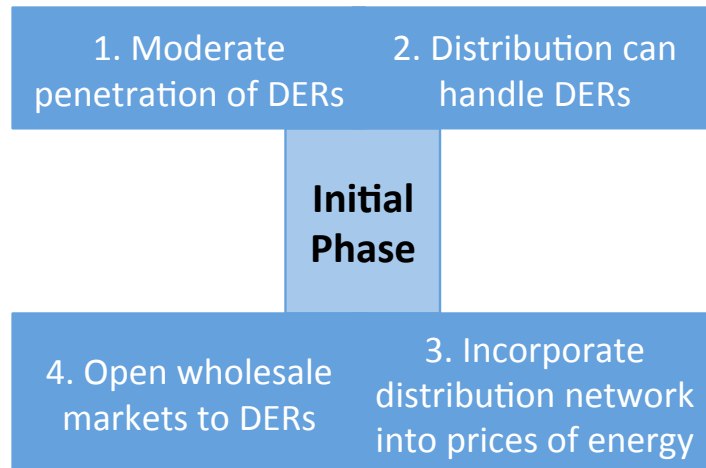 1. Moderate
penetration of DERs
2. Distribution can
handle DERs
Initial
Phase
4. Open wholesale
markets to DERs
3. Incorporate
distribution network
into prices of energy